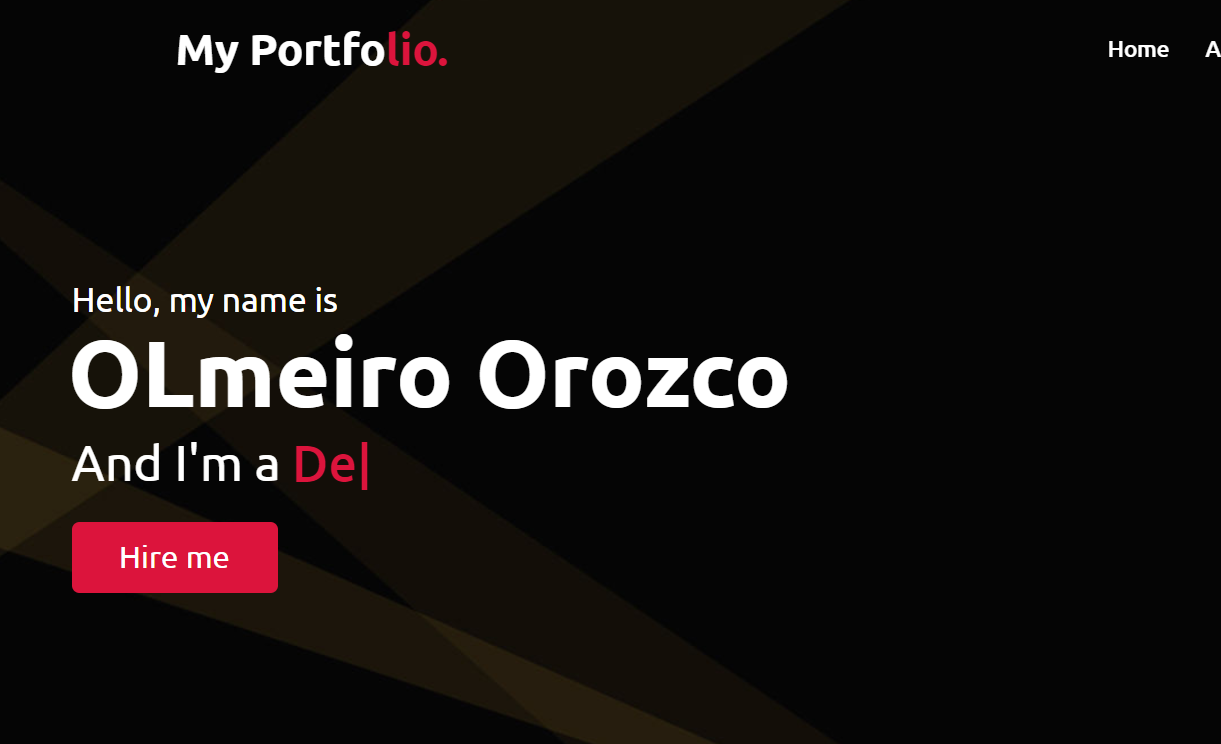 My Portfolio.
Home
Hello, my name is
OLmeiro Orozco
And I'm a De|
Hire me